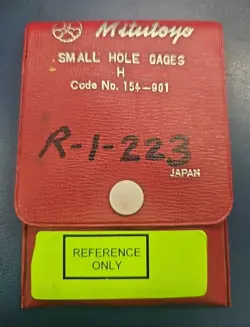 Mitutoyo
SMALL HOLE GAGES
H
Code No. 154-901
R-1-223
JAPAN
REFERENCE
ONLY